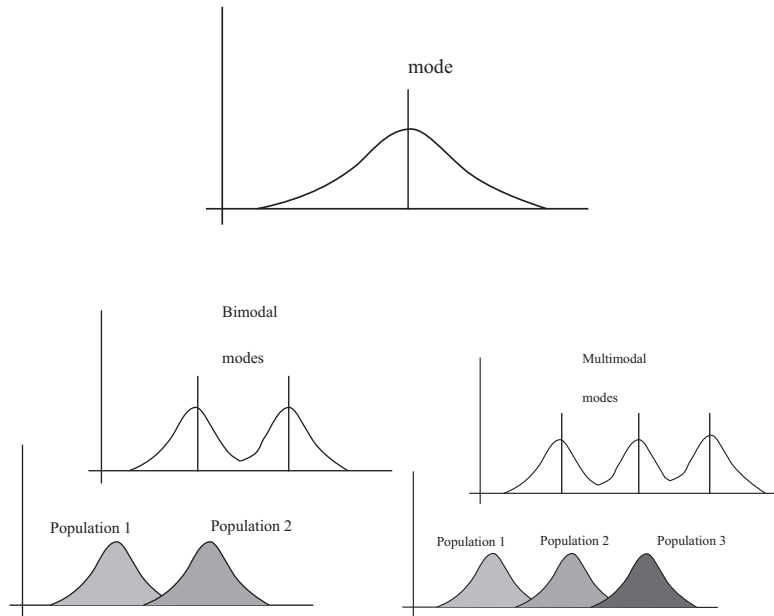 mode
Bimodal
modes
Population 1
Population 2
Multimodal
modes
Population 1
Population 2
Population 3